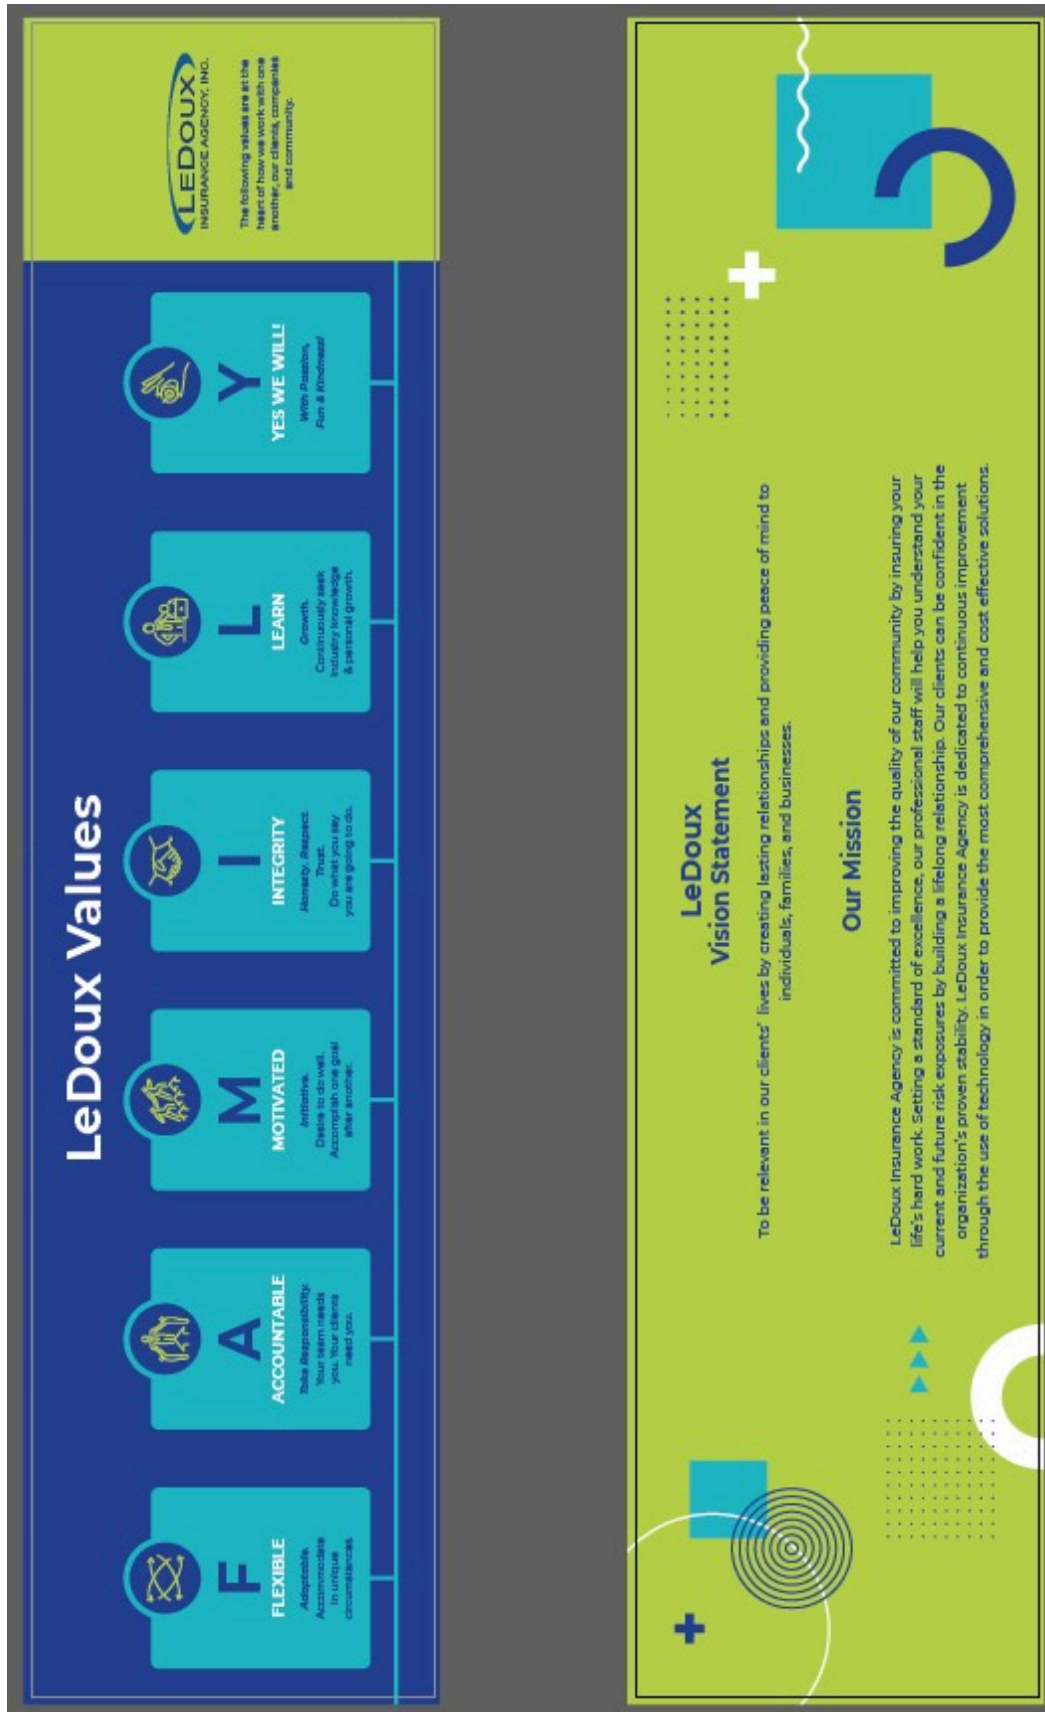 LeDoux Values
F
FLEXIBLE
Adaptable.
Accommodate
in unique
circumstances.
A
ACCOUNTABLE
Take Responsibility.
Your team needs
you. Your clients
need you.
M
MOTIVATED
Initiative.
Desire to do well.
Accomplish one goal
after another.
I
INTEGRITY
Honesty. Respect.
Trust.
Do what you say
you are going to do.
L
LEARN
Growth.
Continuously seek
industry knowledge
& personal growth.
Y
YES WE WILL!
With Passion,
Fun & Kindness!
LEDOUX
INSURANCE AGENCY, INC.
The following values are at the
heart of how we work with one
another, our clients, companies
and community.
LeDoux
Vision Statement
To be relevant in our clients' lives by creating lasting relationships and providing peace of mind to
individuals, families, and businesses.
Our Mission
LeDoux Insurance Agency is committed to improving the quality of our community by insuring your
life's hard work. Setting a standard of excellence, our professional staff will help you understand your
current and future risk exposures by building a lifelong relationship. Our clients can be confident in the
organization's proven stability. LeDoux Insurance Agency is dedicated to continuous improvement
through the use of technology in order to provide the most comprehensive and cost effective solutions.